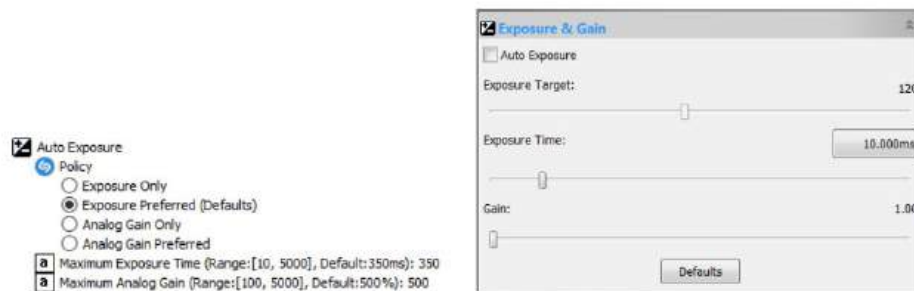 Auto Exposure
Policy
Exposure Only
Exposure Preferred (Defaults)
Analog Gain Only
Analog Gain Preferred
a Maximum Exposure Time (Range:[10, 5000], Default:350ms): 350
a Maximum Analog Gain (Range:[100, 5000], Default:500%): 500
Exposure & Gain
Auto Exposure
Exposure Target: 120
Exposure Time: 10.000ms
Gain: 1.00
Defaults